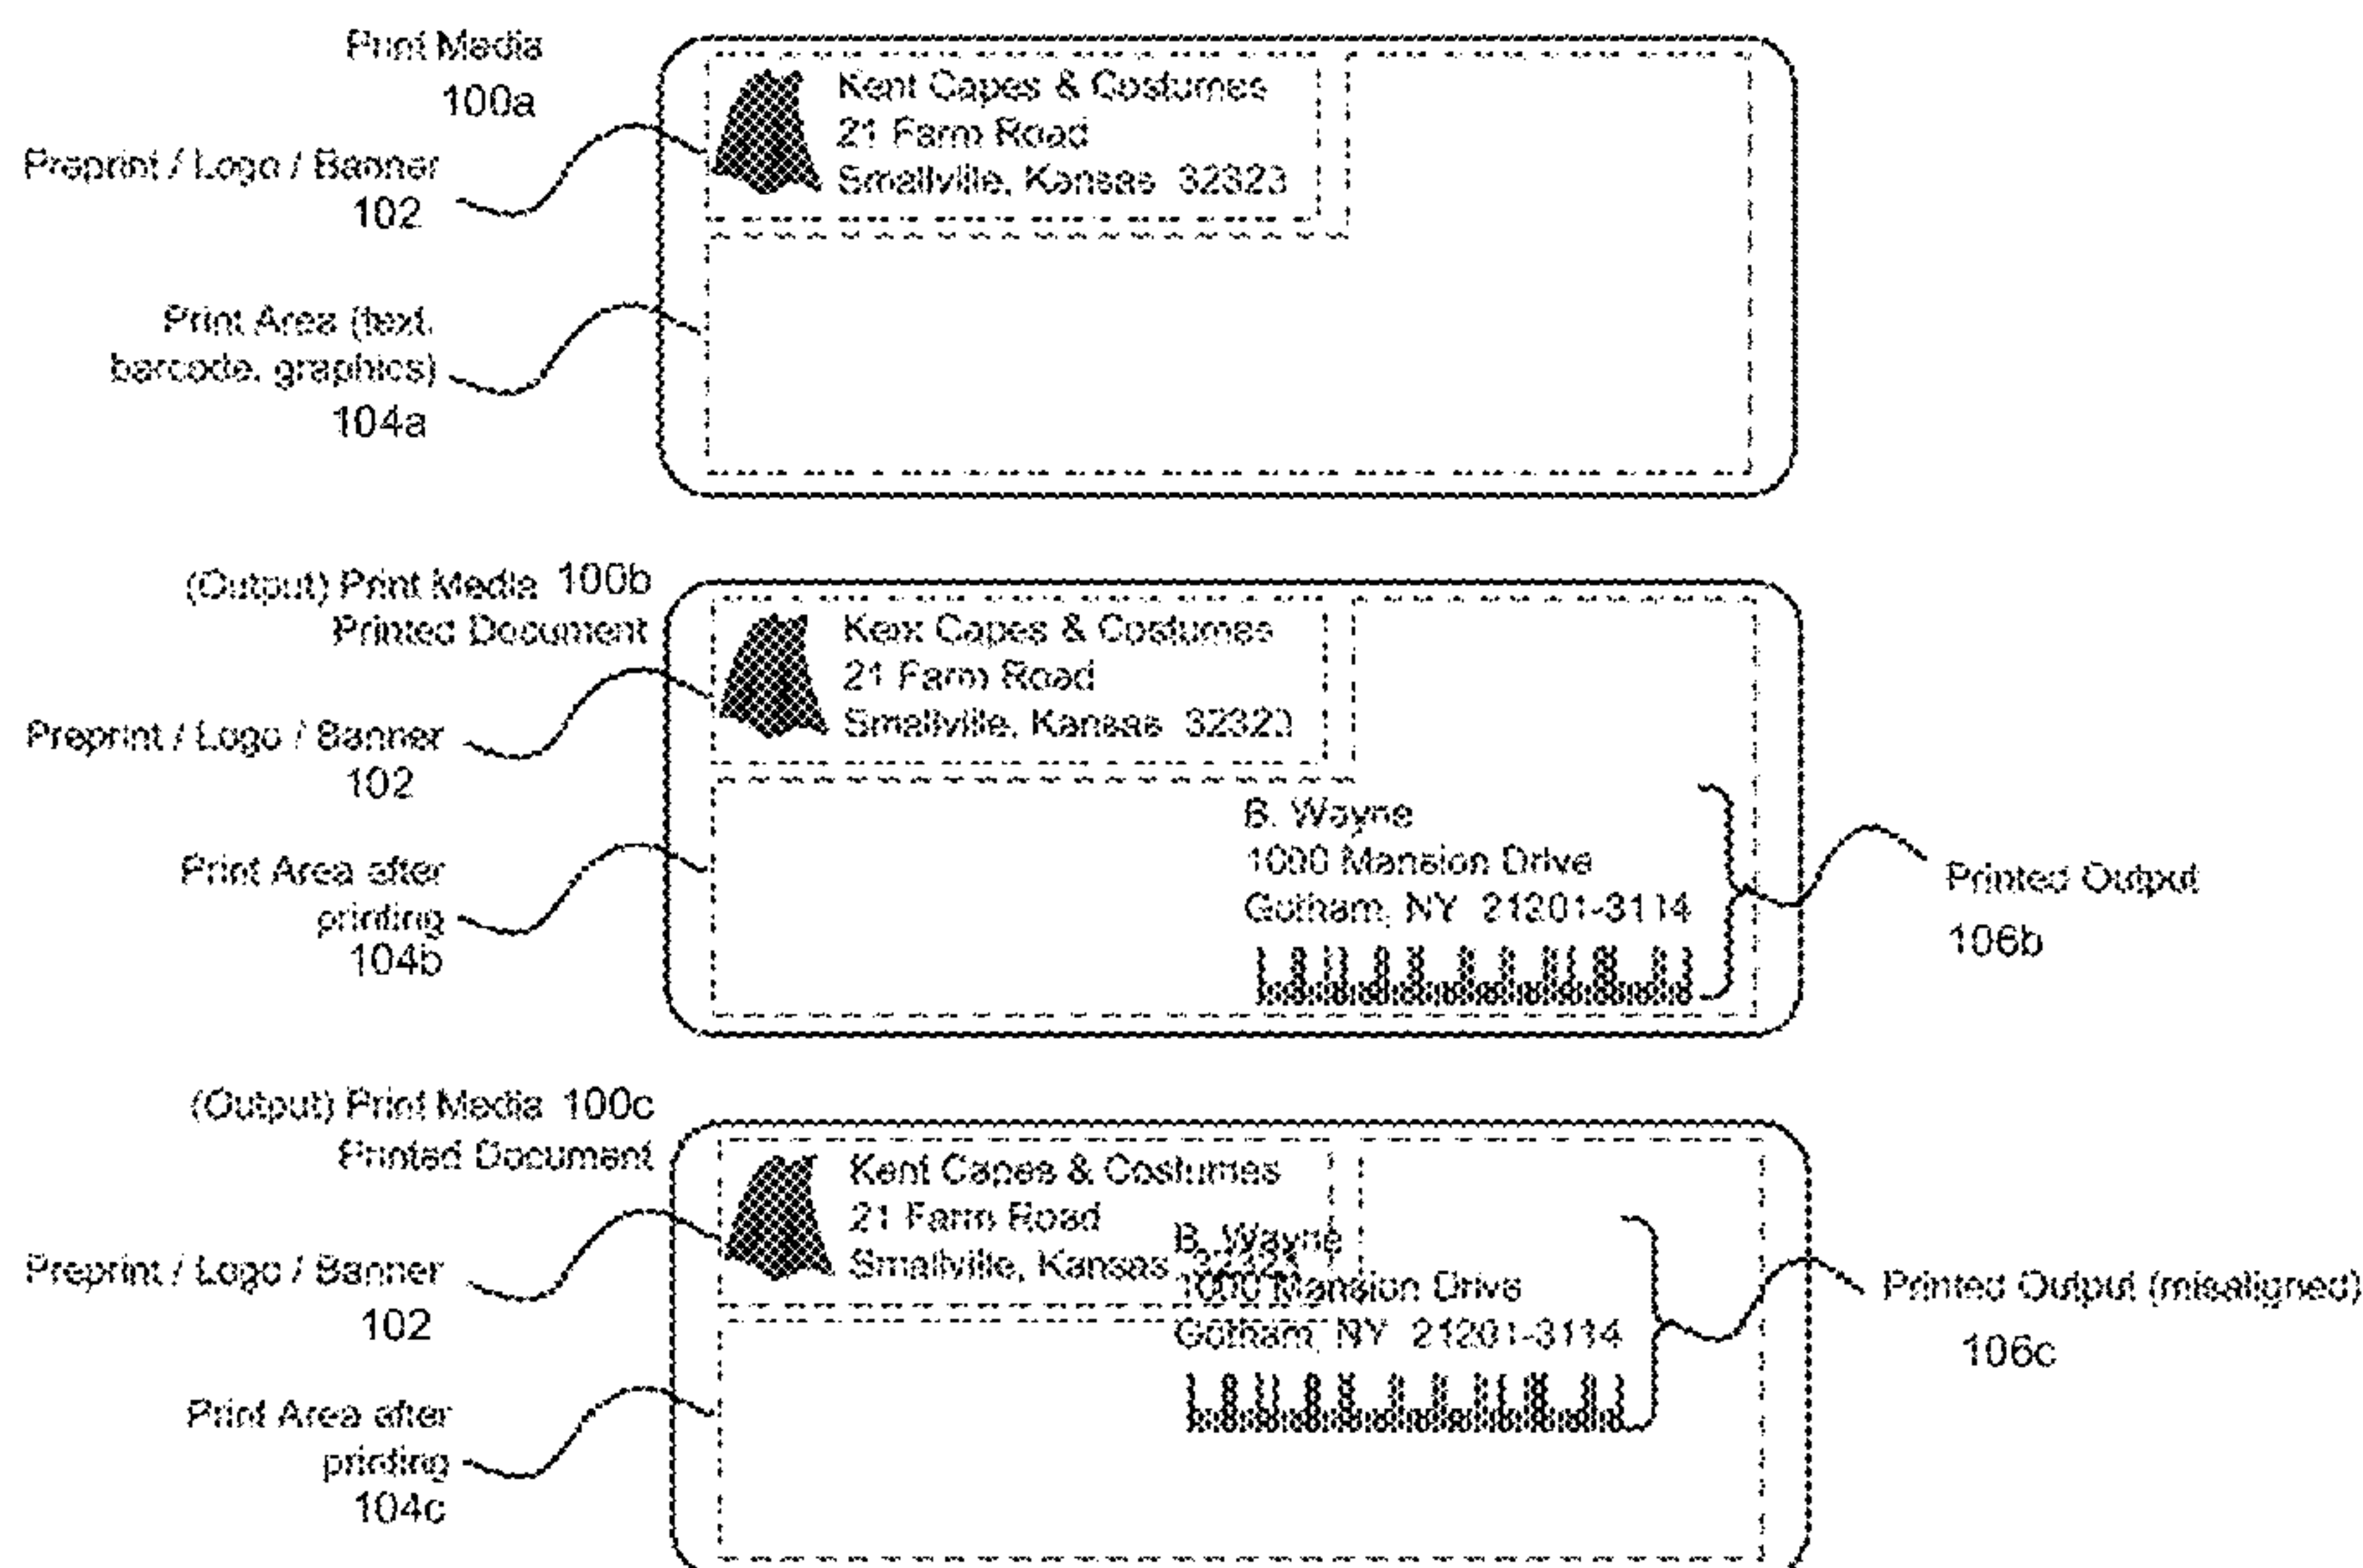 Print Media
100a
Preprint / Logo / Banner
102
Print Area (text,
barcode, graphics)
104a
Kent Capes & Costumes
21 Farm Road
Smallville, Kansas 32323
(Output) Print Media 100b
Printed Document
Preprint / Logo / Banner
102
Print Area after
printing
104b
Kent Capes & Costumes
21 Farm Road
Smallville, Kansas 32323
B. Wayne
1000 Mansion Drive
Gotham, NY 21201-3114
Printed Output
106b
(Output) Print Media 100c
Printed Document
Preprint / Logo / Banner
102
Print Area after
printing
104c
Kent Capes & Costumes
21 Farm Road
Smallville, Kansas 32323
B. Wayne
1000 Mansion Drive
Gotham, NY 21201-3114
Printed Output (misaligned)
106c